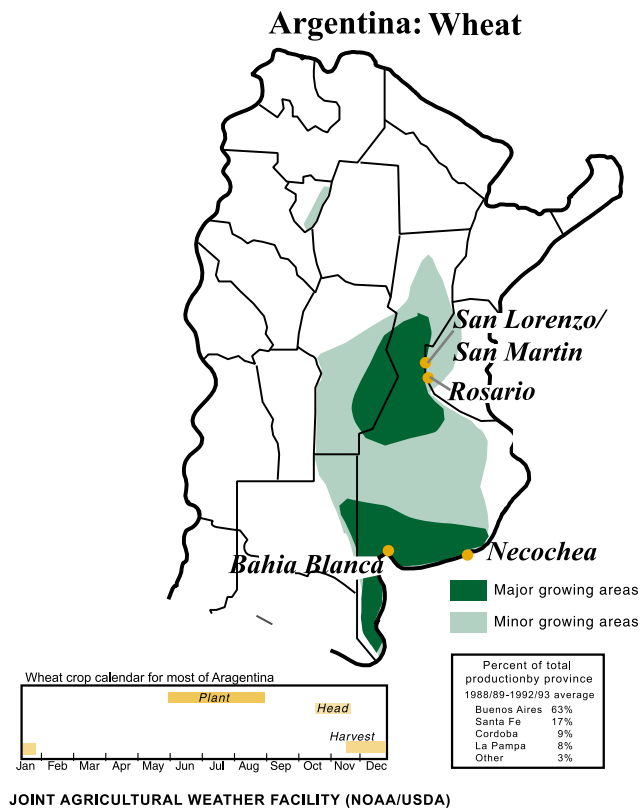 Argentina: Wheat
San Lorenzo/
San Martin
Rosario
Bahia Blanca
Necochea
Major growing areas
Minor growing areas
Wheat crop calendar for most of Aragentina
Plant
Head
Harvest
Jan Feb Mar Apr May Jun Jul Aug Sep Oct Nov Dec
Percent of total
productionby province
1988/89-1992/93 average
Buenos Aires 63%
Santa Fe 17%
Cordoba 9%
La Pampa 8%
Other 3%
JOINT AGRICULTURAL WEATHER FACILITY (NOAA/USDA)